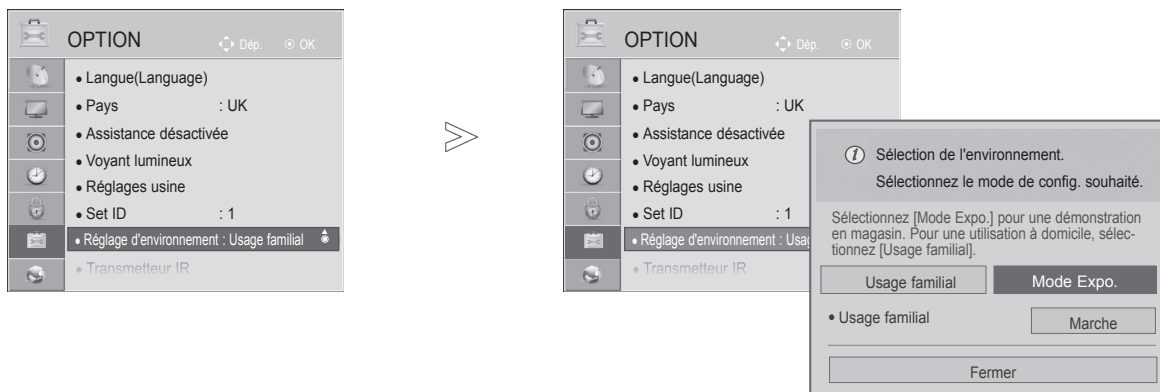 OPTION
Dép. OK
• Langue(Language)
• Pays : UK
• Assistance désactivée
• Voyant lumineux
• Réglages usine
• Set ID : 1
• Réglage d'environnement : Usage familial
• Transmetteur IR
OPTION
Dép. OK
• Langue(Language)
• Pays : UK
• Assistance désactivée
• Voyant lumineux
• Réglages usine
• Set ID : 1
• Réglage d'environnement : Usa
• Transmetteur IR
i Sélection de l'environnement.
Sélectionnez le mode de config. souhaité.
Sélectionnez [Mode Expo.] pour une démonstration
en magasin. Pour une utilisation à domicile, sélec-
tionnez [Usage familial].
Usage familial Mode Expo.
• Usage familial Marche
Fermer